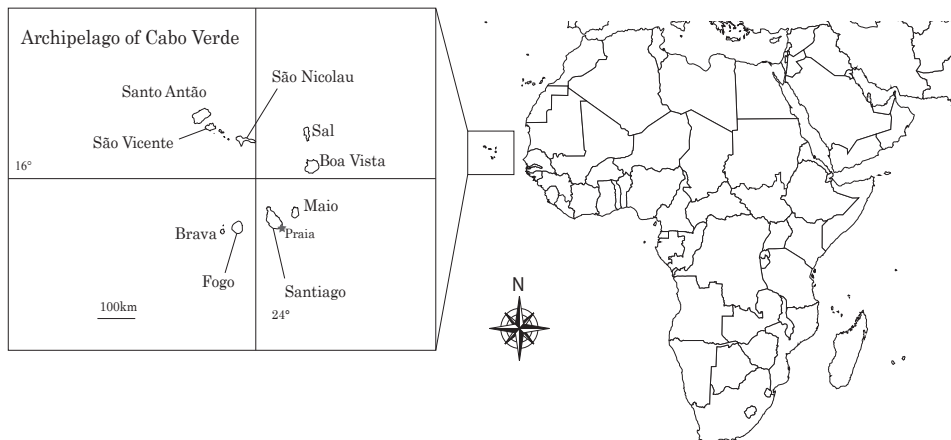 Archipelago of Cabo Verde
São Nicolau
Santo Antão
São Vicente
Sal
Boa Vista
16°
Maio
Brava
Praia
Fogo
Santiago
100km
24°
N